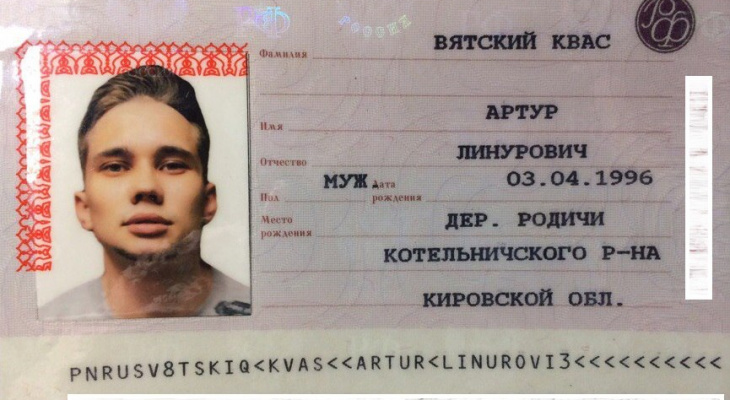 Фамилия ВЯТСКИЙ КВАС
Имя АРТУР
Отчество ЛИНУРОВИЧ
Пол МУЖ. Дата рождения 03.04.1996
Место рождения ДЕР. РОДИЧИ
КОТЕЛЬНИЧСКОГО Р-НА
КИРОВСКОЙ ОБЛ.
PNRUSV8TSKIQ<KVAS<<ARTUR<LINUROVI3<<<<<<<<<<